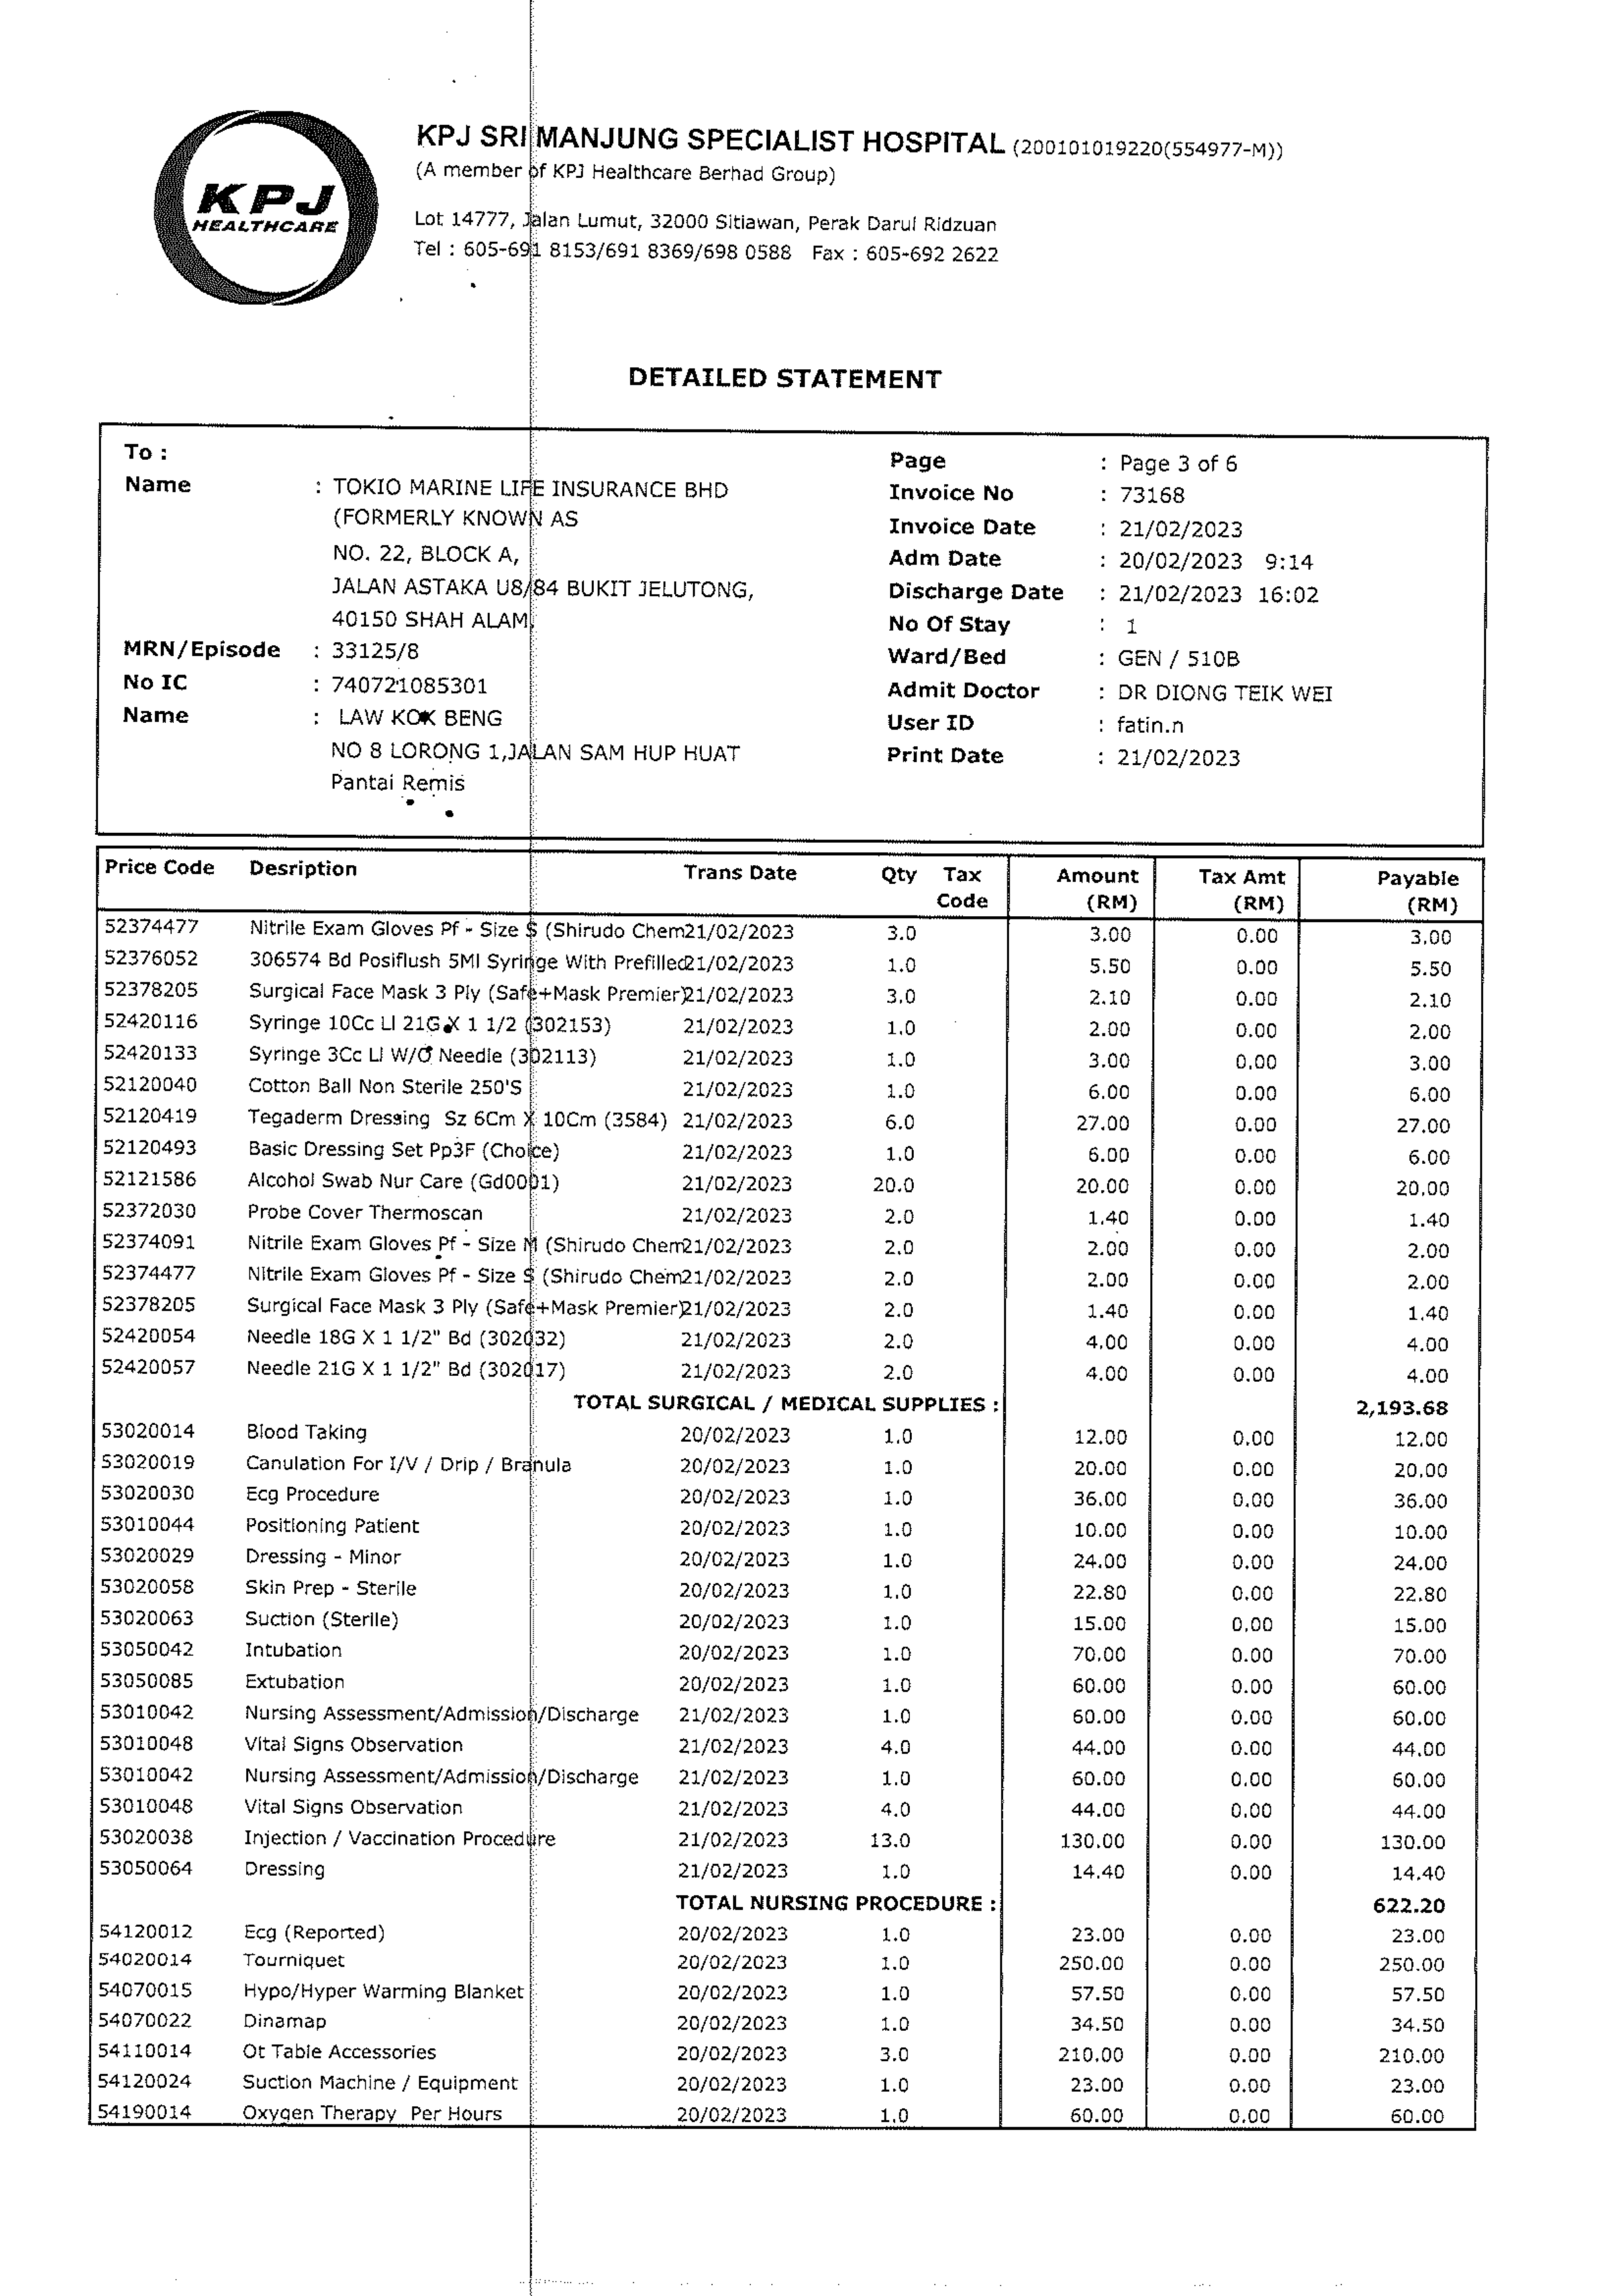 KPJ
HEALTHCARE
KPJ SRI MANJUNG SPECIALIST HOSPITAL (200101019220(554977-M))
(A member of KPJ Healthcare Berhad Group)
Lot 14777, Jalan Lumut, 32000 Sitiawan, Perak Darul Ridzuan
Tel : 605-691 8153/691 8369/698 0588 Fax : 605-692 2622
DETAILED STATEMENT
To :
Name : TOKIO MARINE LIFE INSURANCE BHD
(FORMERLY KNOWN AS
NO. 22, BLOCK A,
JALAN ASTAKA U8/84 BUKIT JELUTONG,
40150 SHAH ALAM,
MRN/Episode : 33125/8
No IC : 740721085301
Name : LAW KOK BENG
NO 8 LORONG 1,JALAN SAM HUP HUAT
Pantai Remis
Page : Page 3 of 6
Invoice No : 73168
Invoice Date : 21/02/2023
Adm Date : 20/02/2023 9:14
Discharge Date : 21/02/2023 16:02
No Of Stay : 1
Ward/Bed : GEN / 510B
Admit Doctor : DR DIONG TEIK WEI
User ID : fatin.n
Print Date : 21/02/2023
Price Code Desription Trans Date Qty Tax Code Amount (RM) Tax Amt (RM) Payable (RM)
52374477 Nitrile Exam Gloves Pf - Size S (Shirudo Chem21/02/2023 3.0 3.00 0.00 3.00
52376052 306574 Bd Posiflush 5Ml Syringe With Prefilled21/02/2023 1.0 5.50 0.00 5.50
52378205 Surgical Face Mask 3 Ply (Safe+Mask Premier)21/02/2023 3.0 2.10 0.00 2.10
52420116 Syringe 10Cc Ll 21G X 1 1/2 (302153) 21/02/2023 1.0 2.00 0.00 2.00
52420133 Syringe 3Cc Ll W/O Needle (302113) 21/02/2023 1.0 3.00 0.00 3.00
52120040 Cotton Ball Non Sterile 250'S 21/02/2023 1.0 6.00 0.00 6.00
52120419 Tegaderm Dressing Sz 6Cm X 10Cm (3584) 21/02/2023 6.0 27.00 0.00 27.00
52120493 Basic Dressing Set Pp3F (Choice) 21/02/2023 1.0 6.00 0.00 6.00
52121586 Alcohol Swab Nur Care (Gd0001) 21/02/2023 20.0 20.00 0.00 20.00
52372030 Probe Cover Thermoscan 21/02/2023 2.0 1.40 0.00 1.40
52374091 Nitrile Exam Gloves Pf - Size M (Shirudo Chem21/02/2023 2.0 2.00 0.00 2.00
52374477 Nitrile Exam Gloves Pf - Size S (Shirudo Chem21/02/2023 2.0 2.00 0.00 2.00
52378205 Surgical Face Mask 3 Ply (Safe+Mask Premier)21/02/2023 2.0 1.40 0.00 1.40
52420054 Needle 18G X 1 1/2" Bd (302032) 21/02/2023 2.0 4.00 0.00 4.00
52420057 Needle 21G X 1 1/2" Bd (302017) 21/02/2023 2.0 4.00 0.00 4.00
TOTAL SURGICAL / MEDICAL SUPPLIES : 2,193.68
53020014 Blood Taking 20/02/2023 1.0 12.00 0.00 12.00
53020019 Canulation For I/V / Drip / Branula 20/02/2023 1.0 20.00 0.00 20.00
53020030 Ecg Procedure 20/02/2023 1.0 36.00 0.00 36.00
53010044 Positioning Patient 20/02/2023 1.0 10.00 0.00 10.00
53020029 Dressing - Minor 20/02/2023 1.0 24.00 0.00 24.00
53020058 Skin Prep - Sterile 20/02/2023 1.0 22.80 0.00 22.80
53020063 Suction (Sterile) 20/02/2023 1.0 15.00 0.00 15.00
53050042 Intubation 20/02/2023 1.0 70.00 0.00 70.00
53050085 Extubation 20/02/2023 1.0 60.00 0.00 60.00
53010042 Nursing Assessment/Admission/Discharge 21/02/2023 1.0 60.00 0.00 60.00
53010048 Vital Signs Observation 21/02/2023 4.0 44.00 0.00 44.00
53010042 Nursing Assessment/Admission/Discharge 21/02/2023 1.0 60.00 0.00 60.00
53010048 Vital Signs Observation 21/02/2023 4.0 44.00 0.00 44.00
53020038 Injection / Vaccination Procedure 21/02/2023 13.0 130.00 0.00 130.00
53050064 Dressing 21/02/2023 1.0 14.40 0.00 14.40
TOTAL NURSING PROCEDURE : 622.20
54120012 Ecg (Reported) 20/02/2023 1.0 23.00 0.00 23.00
54020014 Tourniquet 20/02/2023 1.0 250.00 0.00 250.00
54070015 Hypo/Hyper Warming Blanket 20/02/2023 1.0 57.50 0.00 57.50
54070022 Dinamap 20/02/2023 1.0 34.50 0.00 34.50
54110014 Ot Table Accessories 20/02/2023 3.0 210.00 0.00 210.00
54120024 Suction Machine / Equipment 20/02/2023 1.0 23.00 0.00 23.00
54190014 Oxygen Therapy Per Hours 20/02/2023 1.0 60.00 0.00 60.00